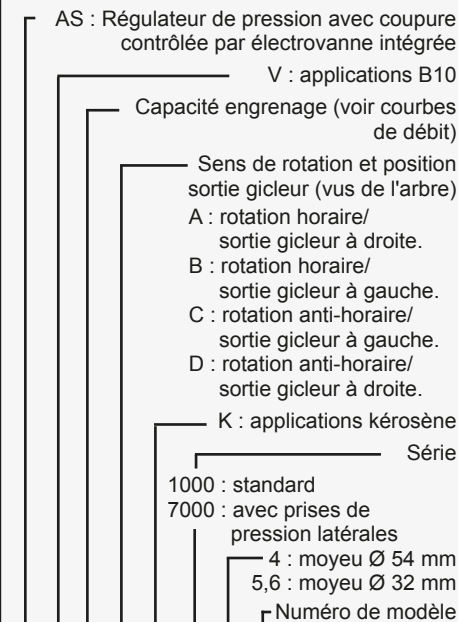 AS : Régulateur de pression avec coupure
contrôlée par électrovanne intégrée
V : applications B10
Capacité engrenage (voir courbes
de débit)
Sens de rotation et position
sortie gicleur (vus de l'arbre)
A : rotation horaire/
sortie gicleur à droite.
B : rotation horaire/
sortie gicleur à gauche.
C : rotation anti-horaire/
sortie gicleur à gauche.
D : rotation anti-horaire/
sortie gicleur à droite.
K : applications kérosène
Série
1000 : standard
7000 : avec prises de
pression latérales
4 : moyeu Ø 54 mm
5,6 : moyeu Ø 32 mm
Numéro de modèle